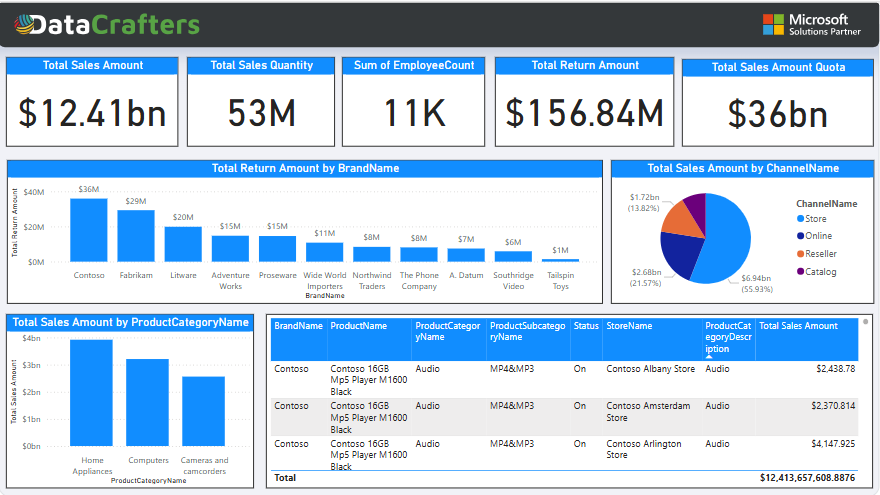 DataCrafters
Microsoft
Solutions Partner
Total Sales Amount
$12.41bn
Total Sales Quantity
53M
Sum of EmployeeCount
11K
Total Return Amount
$156.84M
Total Sales Amount Quota
$36bn
Total Return Amount by BrandName
Total Return Amount
$40M
$20M
$0M
$36M
$29M
$20M
$15M
$15M
$11M
$8M
$8M
$7M
$6M
$1M
Contoso
Fabrikam
Litware
Adventure
Works
Proseware
Wide World
Importers
Northwind
Traders
The Phone
Company
A. Datum
Southridge
Video
Tailspin
Toys
BrandName
Total Sales Amount by ChannelName
$1.72bn
(13.82%)
$2.68bn
(21.57%)
$6.94bn
(55.93%)
ChannelName
Store
Online
Reseller
Catalog
Total Sales Amount by ProductCategoryName
Total Sales Amount
$4bn
$3bn
$2bn
$1bn
$0bn
Home
Appliances
Computers
Cameras and
camcorders
ProductCategoryName
BrandName
ProductName
ProductCategor
yName
ProductSubcatego
ryName
Status
StoreName
ProductCat
egoryDescr
iption
Total Sales Amount
Contoso
Contoso 16GB
Mp5 Player M1600
Black
Audio
MP4&MP3
On
Contoso Albany Store
Audio
$2,438.78
Contoso
Contoso 16GB
Mp5 Player M1600
Black
Audio
MP4&MP3
On
Contoso Amsterdam
Store
Audio
$2,370.814
Contoso
Contoso 16GB
Mp5 Player M1600
Black
Audio
MP4&MP3
On
Contoso Arlington
Store
Audio
$4,147.925
Total
$12,413,657,608.8876